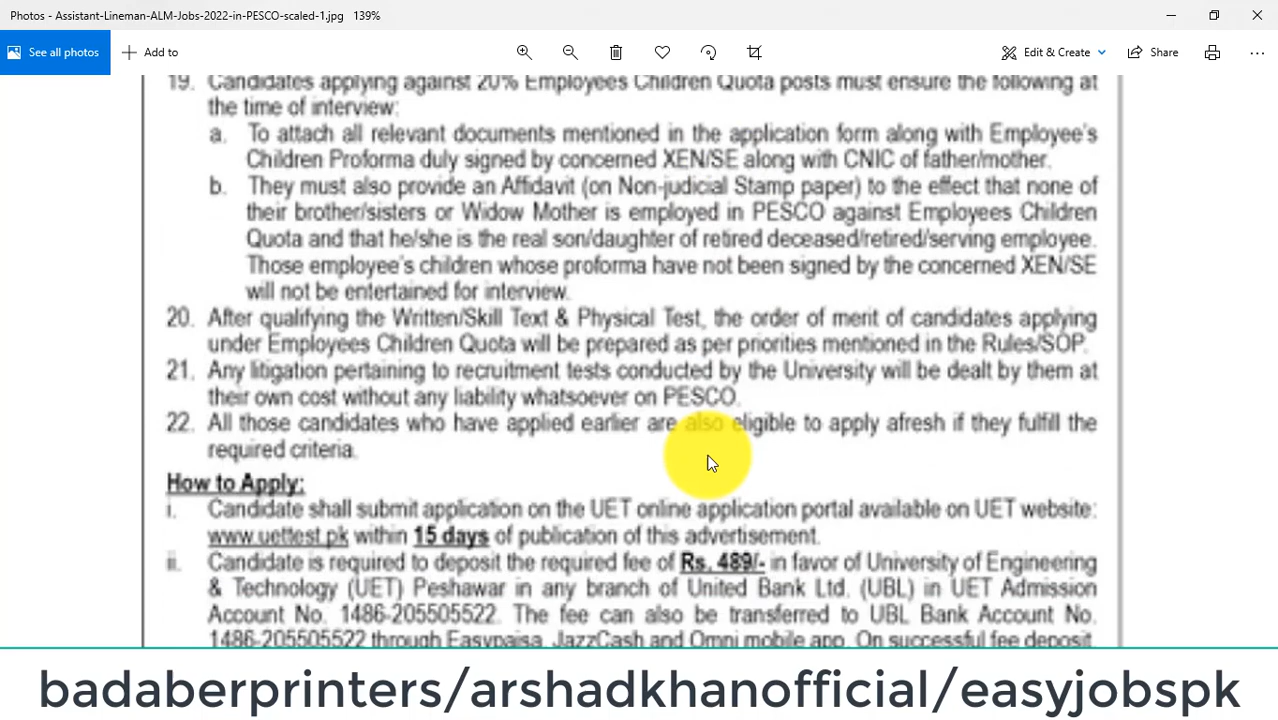 Photos - Assistant-Lineman-ALM-Jobs-2022-in-PESCO-scaled-1.jpg   139%
See all photos
Add to
Edit & Create
Share
19. Candidates applying against 20% Employees Children Quota posts must ensure the following at
the time of interview:
a. To attach all relevant documents mentioned in the application form along with Employee's
Children Proforma duly signed by concerned XEN/SE along with CNIC of father/mother.
b. They must also provide an Affidavit (on Non-judicial Stamp paper) to the effect that none of
their brother/sisters or Widow Mother is employed in PESCO against Employees Children
Quota and that he/she is the real son/daughter of retired deceased/retired/serving employee.
Those employee's children whose proforma have not been signed by the concerned XEN/SE
will not be entertained for interview.
20. After qualifying the Written/Skill Text & Physical Test, the order of merit of candidates applying
under Employees Children Quota will be prepared as per priorities mentioned in the Rules/SOP.
21. Any litigation pertaining to recruitment tests conducted by the University will be dealt by them at
their own cost without any liability whatsoever on PESCO.
22. All those candidates who have applied earlier are also eligible to apply afresh if they fulfill the
required criteria.
How to Apply:
i. Candidate shall submit application on the UET online application portal available on UET website:
www.uettest.pk within 15 days of publication of this advertisement.
ii. Candidate is required to deposit the required fee of Rs. 489/- in favor of University of Engineering
& Technology (UET) Peshawar in any branch of United Bank Ltd. (UBL) in UET Admission
Account No. 1486-205505522. The fee can also be transferred to UBL Bank Account No.
1486-205505522 through Easypaisa, JazzCash and Omni mobile app. On successful fee deposit,
badaberprinters/arshadkhanofficial/easyjobspk